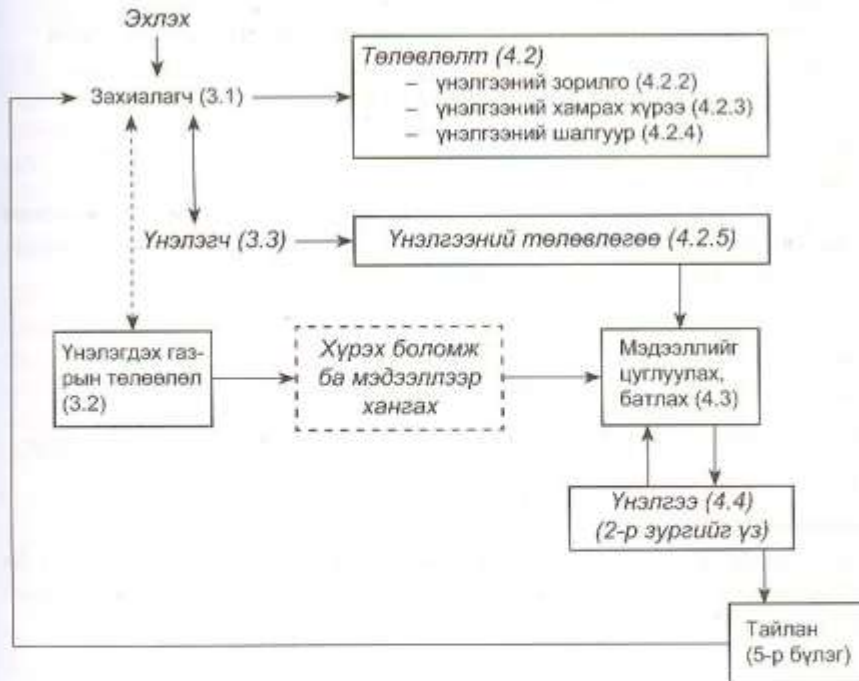 Эхлэх
Захиалагч (3.1)
Төлөвлөлт (4.2)
– үнэлгээний зорилго (4.2.2)
– үнэлгээний хамрах хүрээ (4.2.3)
– үнэлгээний шалгуур (4.2.4)
Үнэлэгч (3.3)
Үнэлгээний төлөвлөгөө (4.2.5)
Үнэлэгдэх газ-
рын төлөөлөл
(3.2)
Хүрэх боломж
ба мэдээллээр
хангах
Мэдээллийг
цуглуулах,
батлах (4.3)
Үнэлгээ (4.4)
(2-р зургийг үз)
Тайлан
(5-р бүлэг)